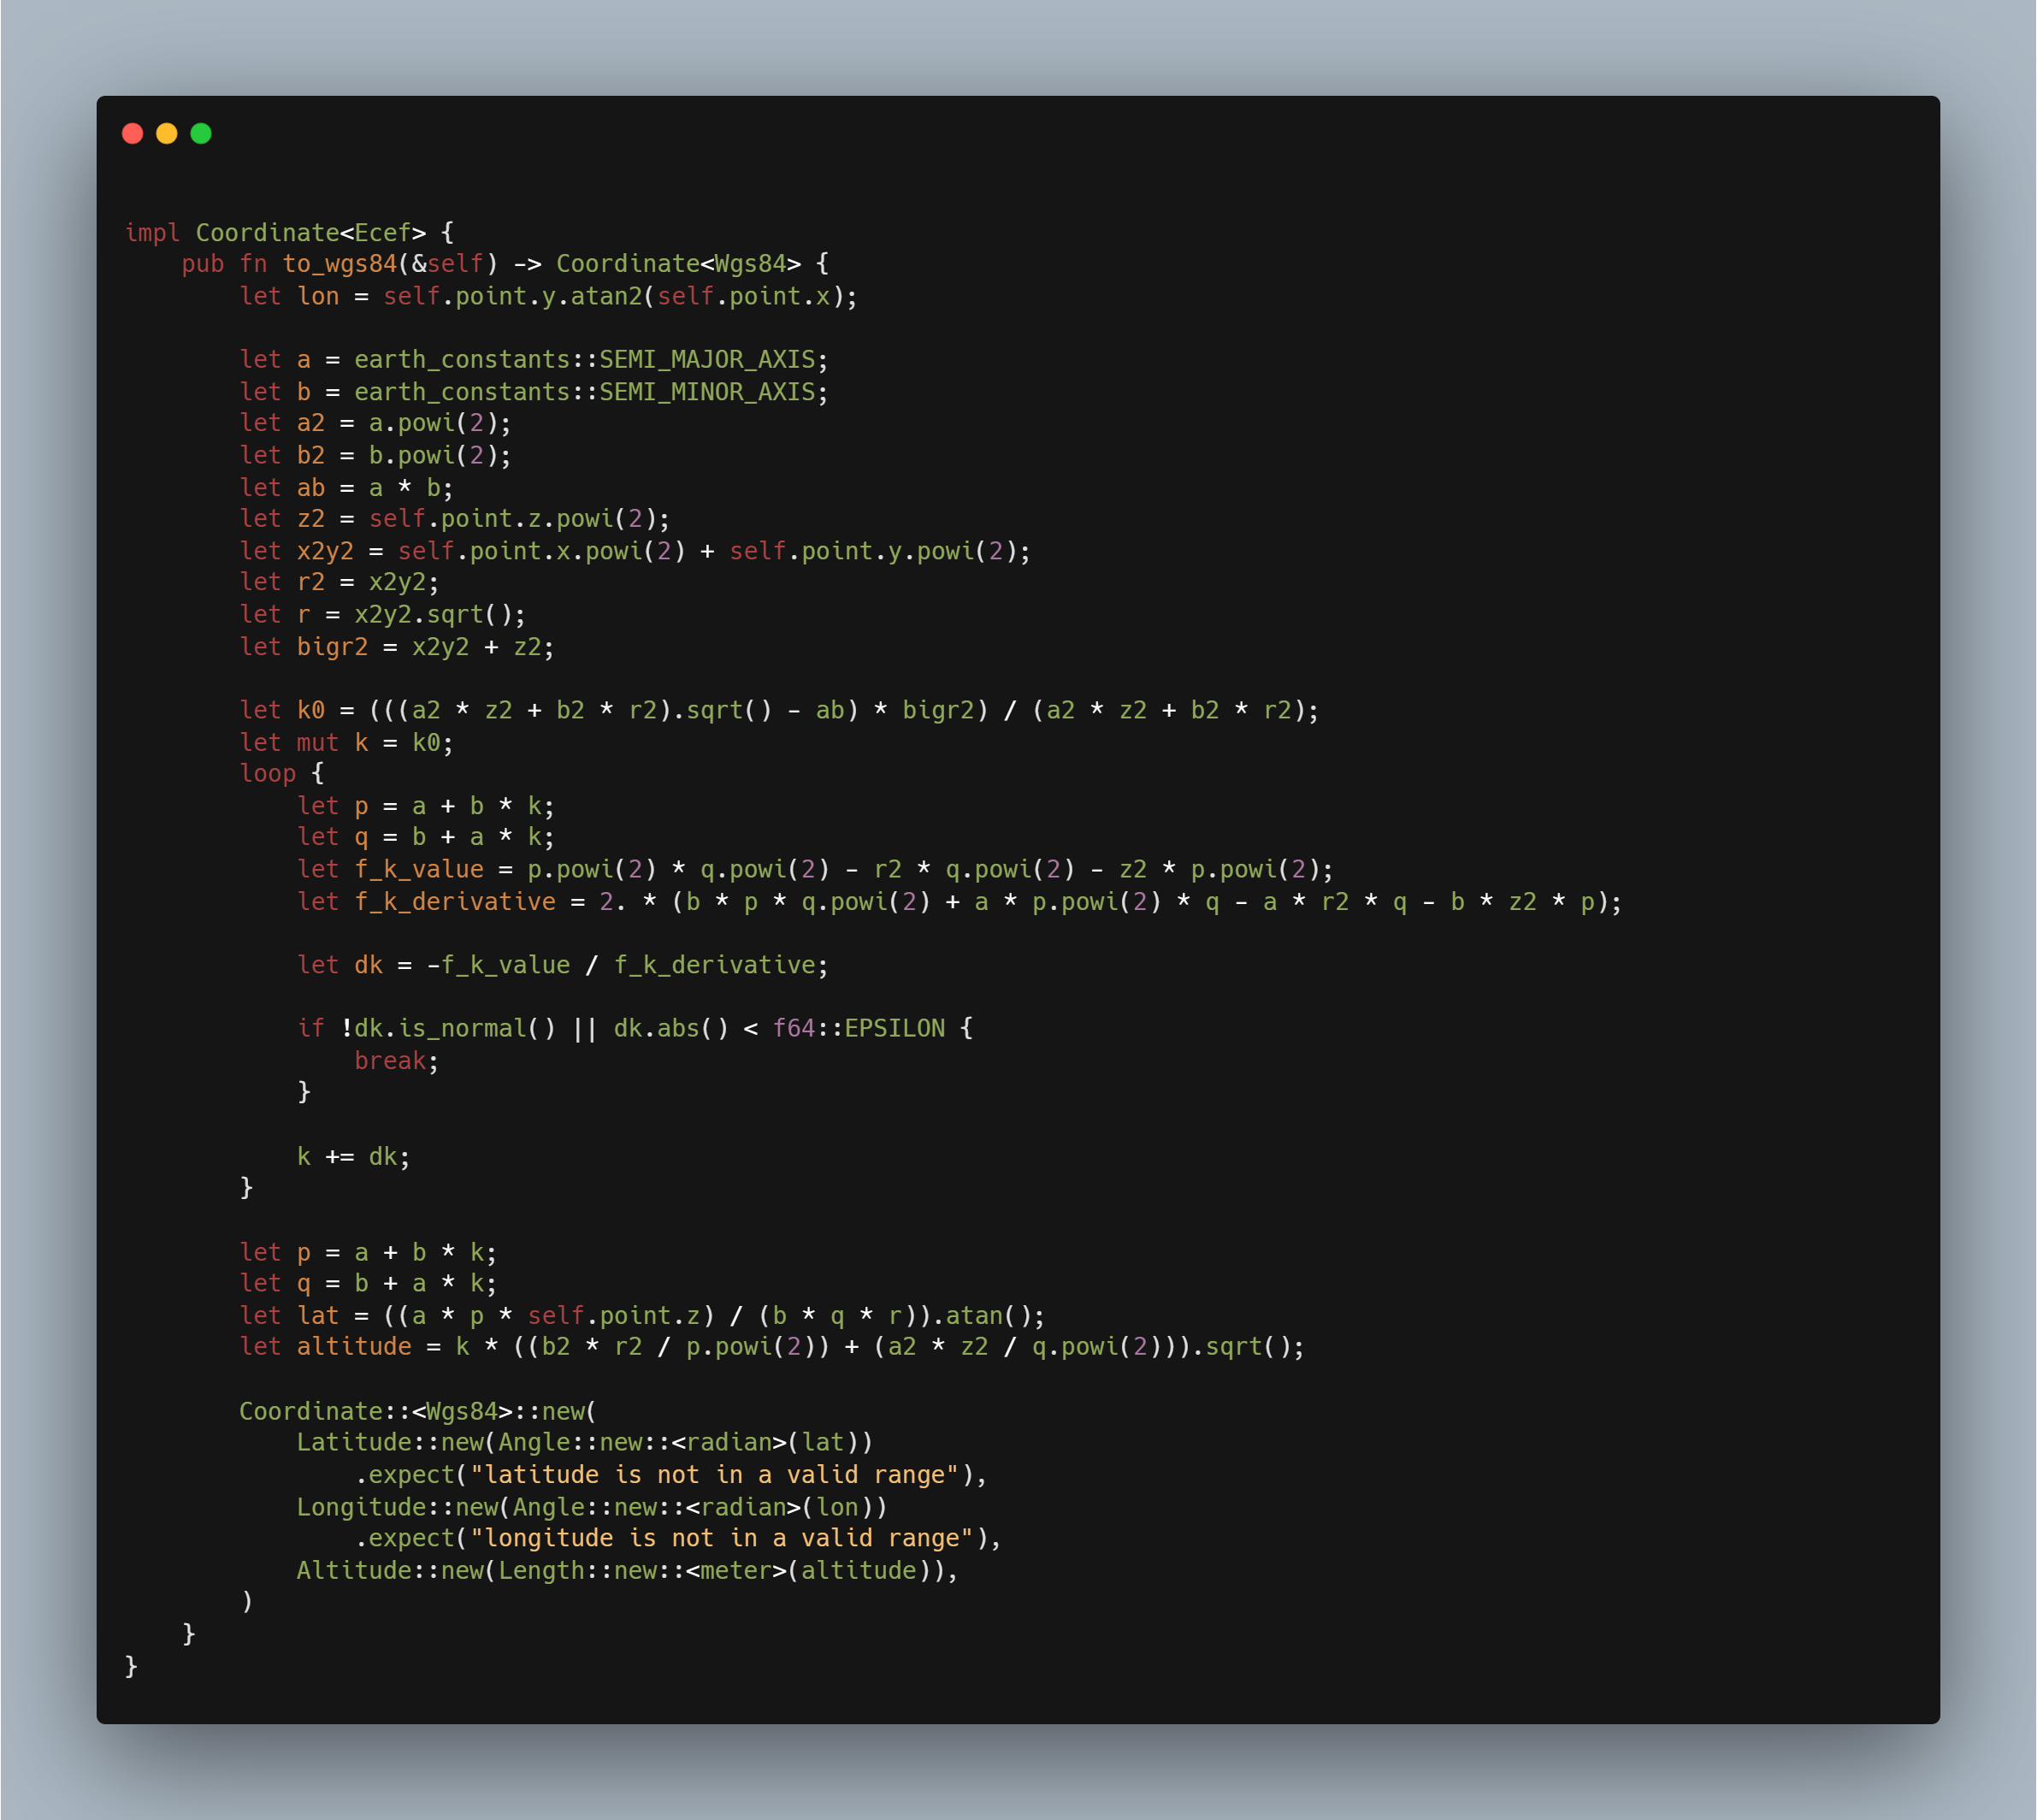 impl Coordinate<Ecef> {
    pub fn to_wgs84(&self) -> Coordinate<Wgs84> {
        let lon = self.point.y.atan2(self.point.x);

        let a = earth_constants::SEMI_MAJOR_AXIS;
        let b = earth_constants::SEMI_MINOR_AXIS;
        let a2 = a.powi(2);
        let b2 = b.powi(2);
        let ab = a * b;
        let z2 = self.point.z.powi(2);
        let x2y2 = self.point.x.powi(2) + self.point.y.powi(2);
        let r2 = x2y2;
        let r = x2y2.sqrt();
        let bigr2 = x2y2 + z2;

        let k0 = (((a2 * z2 + b2 * r2).sqrt() - ab) * bigr2) / (a2 * z2 + b2 * r2);
        let mut k = k0;
        loop {
            let p = a + b * k;
            let q = b + a * k;
            let f_k_value = p.powi(2) * q.powi(2) - r2 * q.powi(2) - z2 * p.powi(2);
            let f_k_derivative = 2. * (b * p * q.powi(2) + a * p.powi(2) * q - a * r2 * q - b * z2 * p);

            let dk = -f_k_value / f_k_derivative;

            if !dk.is_normal() || dk.abs() < f64::EPSILON {
                break;
            }

            k += dk;
        }

        let p = a + b * k;
        let q = b + a * k;
        let lat = ((a * p * self.point.z) / (b * q * r)).atan();
        let altitude = k * ((b2 * r2 / p.powi(2)) + (a2 * z2 / q.powi(2))).sqrt();

        Coordinate::<Wgs84>::new(
            Latitude::new(Angle::new::<radian>(lat))
                .expect("latitude is not in a valid range"),
            Longitude::new(Angle::new::<radian>(lon))
                .expect("longitude is not in a valid range"),
            Altitude::new(Length::new::<meter>(altitude)),
        )
    }
}